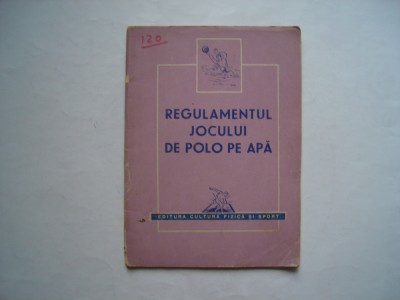 120
REGULAMENTUL
JOCULUI
DE POLO PE APĂ
EDITURA CULTURA FIZICĂ ȘI SPORT